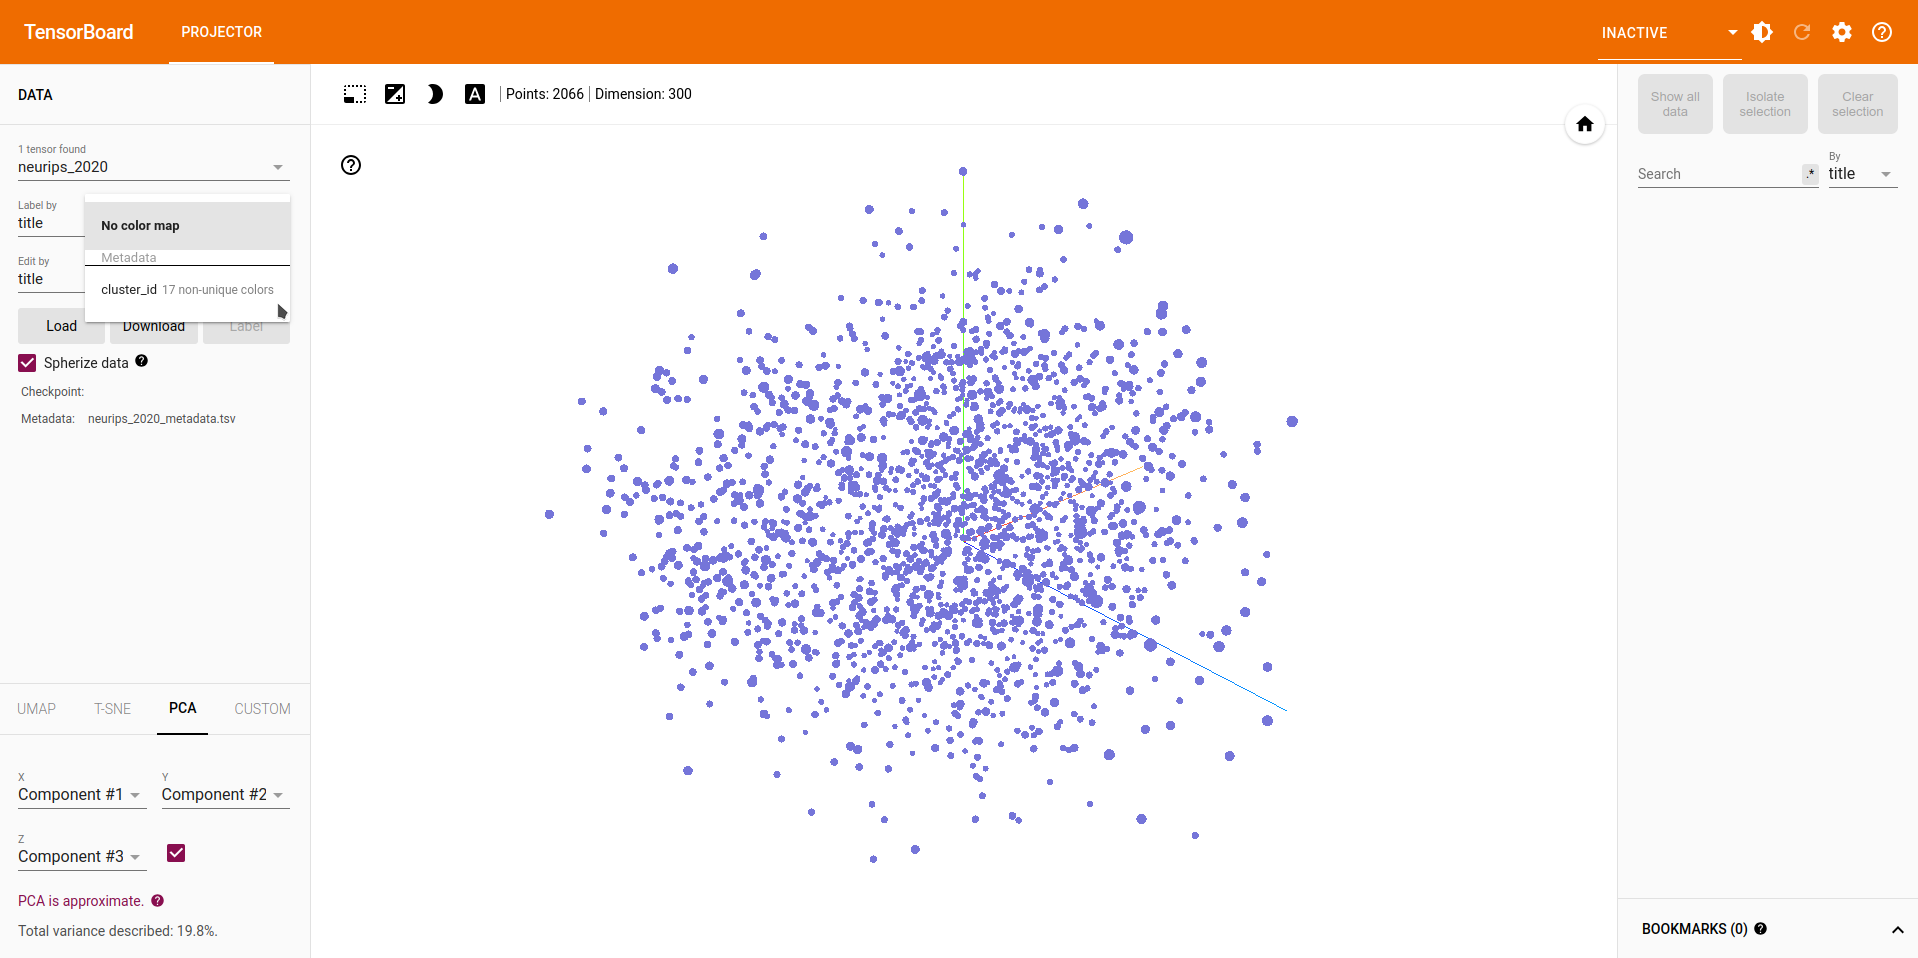 TensorBoard
PROJECTOR
INACTIVE
DATA
1 tensor found
neurips_2020
Label by
title
No color map
Metadata
cluster_id 17 non-unique colors
Edit by
title
Load
Download
Label
Spherize data
Checkpoint:
Metadata: neurips_2020_metadata.tsv
UMAP
T-SNE
PCA
CUSTOM
X
Component #1
Y
Component #2
Z
Component #3
PCA is approximate.
Total variance described: 19.8%.
A
Points: 2066
Dimension: 300
Show all
data
Isolate
selection
Clear
selection
Search
.*
By
title
BOOKMARKS (0)